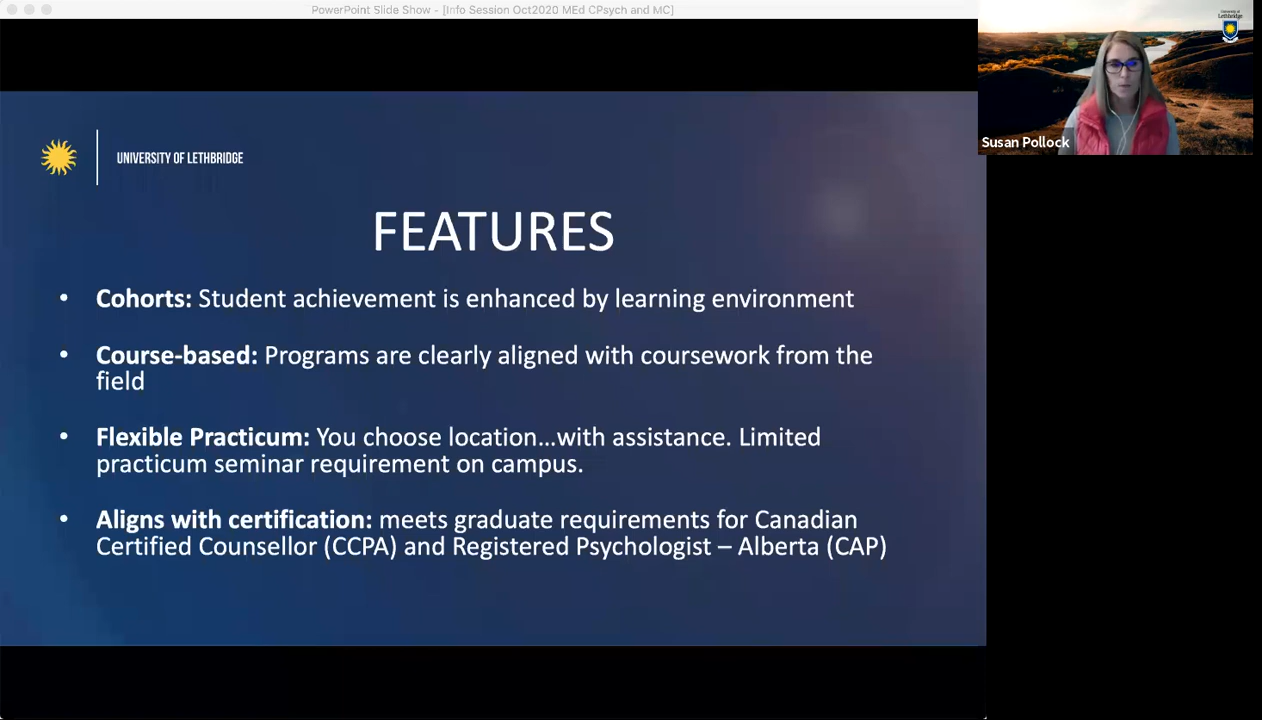 PowerPoint Slide Show - [Info Session Oct2020 MEd CPsych and MC]
University of
Lethbridge
Susan Pollock
UNIVERSITY OF LETHBRIDGE
FEATURES
• Cohorts: Student achievement is enhanced by learning environment
• Course-based: Programs are clearly aligned with coursework from the
field
• Flexible Practicum: You choose location...with assistance. Limited
practicum seminar requirement on campus.
• Aligns with certification: meets graduate requirements for Canadian
Certified Counsellor (CCPA) and Registered Psychologist – Alberta (CAP)